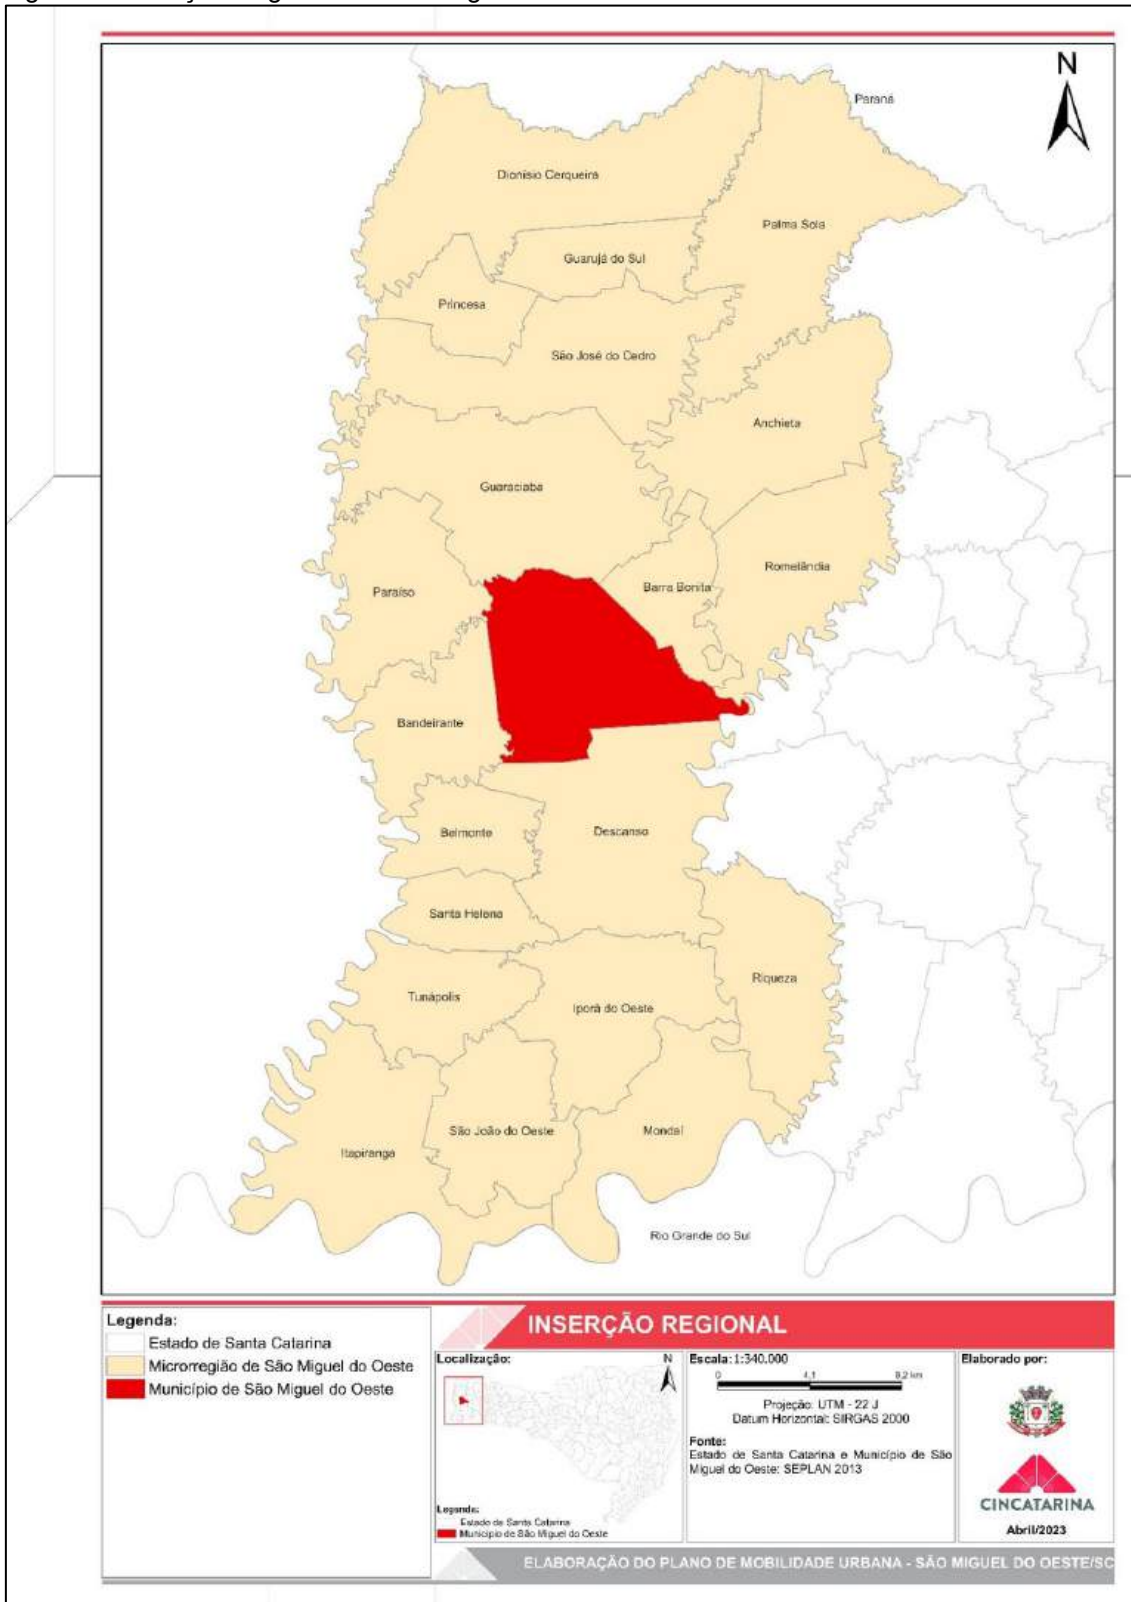 N
Paraná
Dionísio Cerqueira
Palma Sola
Guarujá do Sul
Princesa
São José do Cedro
Anchieta
Guaraciaba
Romelândia
Barra Bonita
Paraíso
Bandeirante
Belmonte
Descanso
Santa Helena
Riqueza
Tunápolis
Iporã do Oeste
São João do Oeste
Mondaí
Itapiranga
Rio Grande do Sul
Legenda:
Estado de Santa Catarina
Microrregião de São Miguel do Oeste
Município de São Miguel do Oeste
INSERÇÃO REGIONAL
Localização:
N
Legenda:
Estado de Santa Catarina
Município de São Miguel do Oeste
Escala: 1:340.000
0 4,1 8,2 km
Projeção: UTM - 22 J
Datum Horizontal: SIRGAS 2000
Fonte:
Estado de Santa Catarina e Município de São
Miguel do Oeste: SEPLAN 2013
Elaborado por:
CINCATARINA
Abril/2023
ELABORAÇÃO DO PLANO DE MOBILIDADE URBANA - SÃO MIGUEL DO OESTE/SC